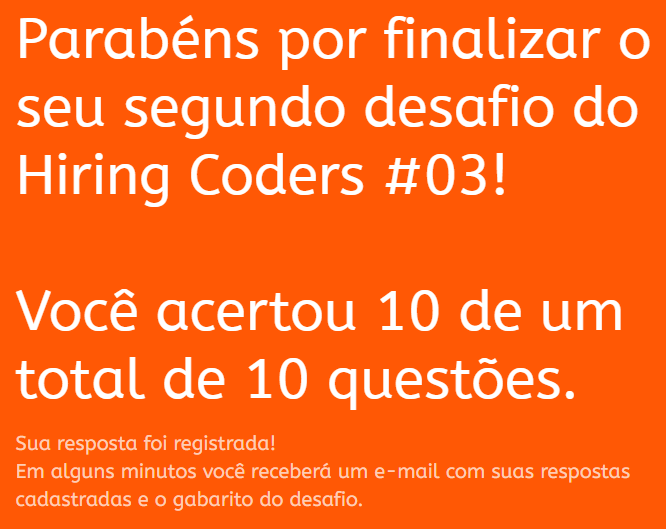 Parabéns por finalizar o
seu segundo desafio do
Hiring Coders #03!
Você acertou 10 de um
total de 10 questões.
Sua resposta foi registrada!
Em alguns minutos você receberá um e-mail com suas respostas
cadastradas e o gabarito do desafio.